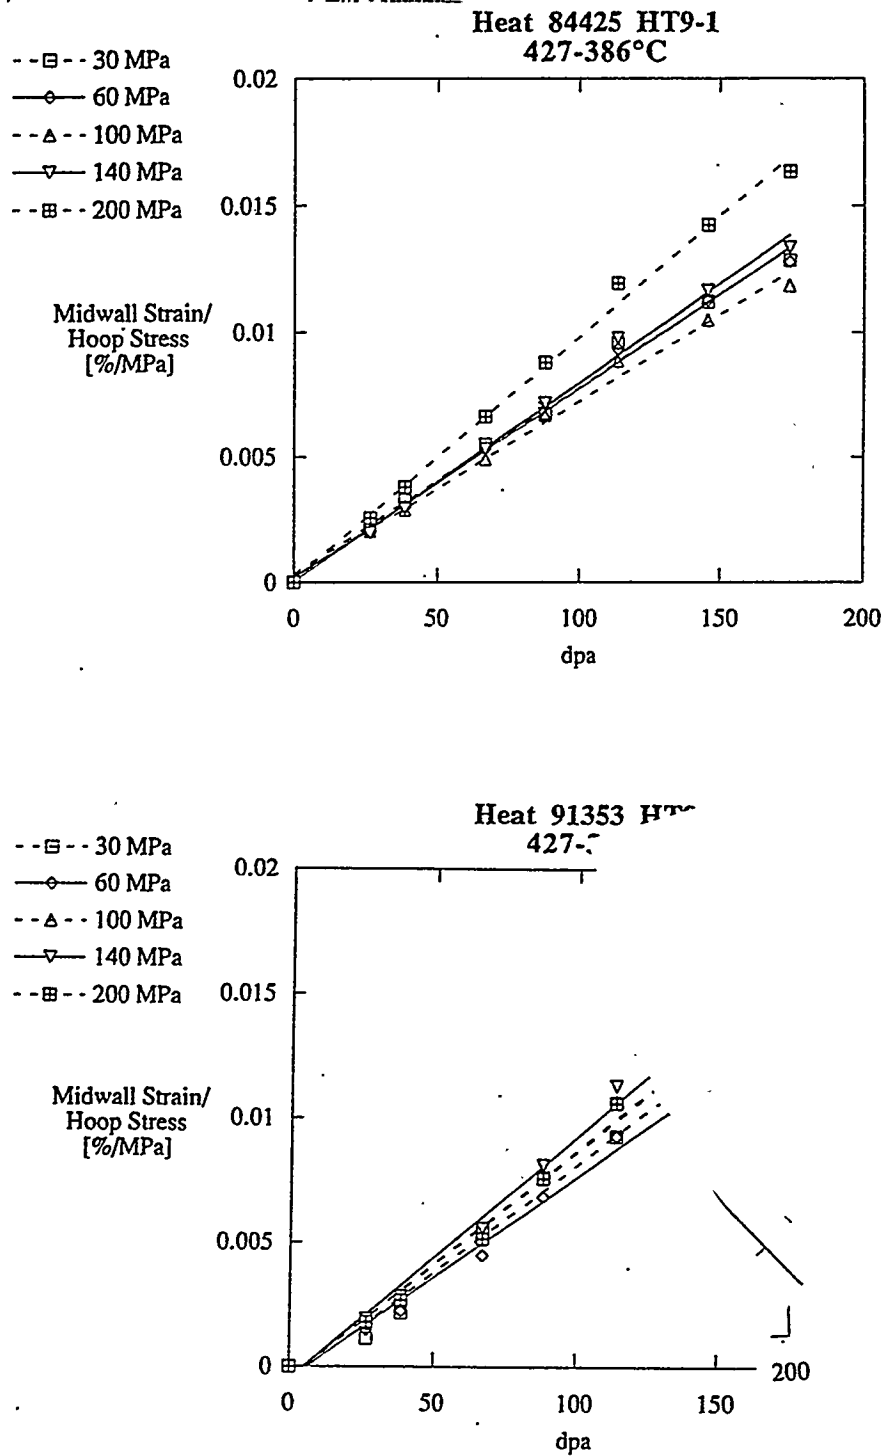 Heat 84425 HT9-1
427-386°C
30 MPa
60 MPa
100 MPa
140 MPa
200 MPa
0.02
0.015
0.01
0.005
0
Midwall Strain/
Hoop Stress
[%/MPa]
0 50 100 150 200
dpa
Heat 91353
427-
30 MPa
60 MPa
100 MPa
140 MPa
200 MPa
0.02
0.015
0.01
0.005
0
Midwall Strain/
Hoop Stress
[%/MPa]
0 50 100 150 200
dpa